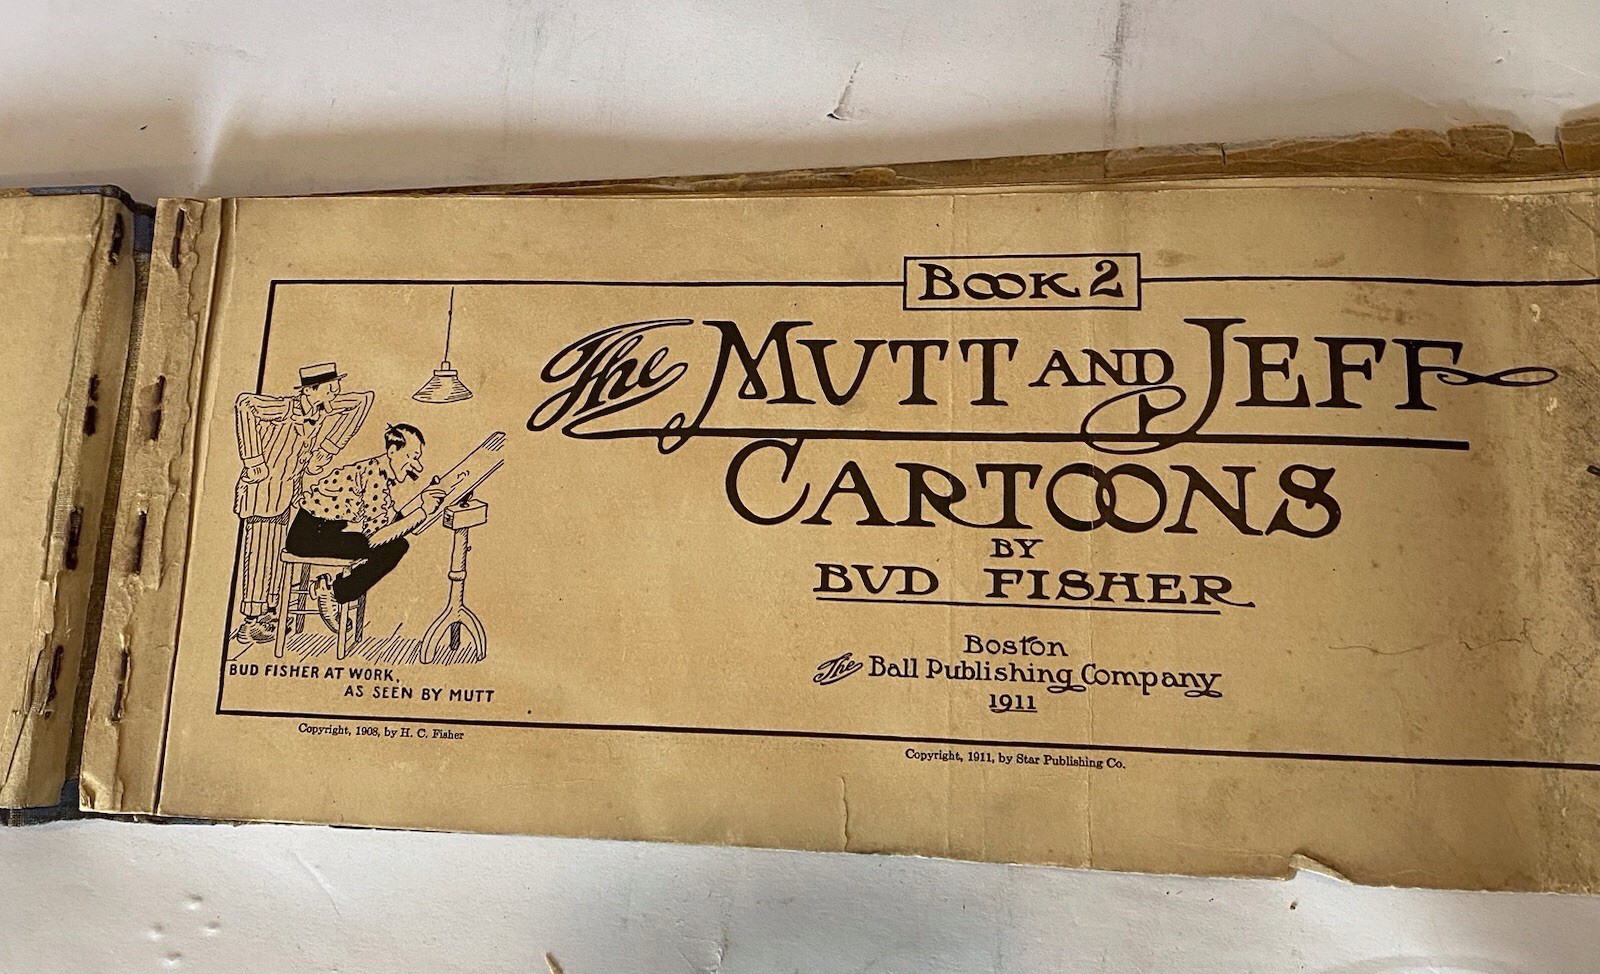 BOOK 2
The MUTT AND JEFF
CARTOONS
BY
BUD FISHER
Boston
The Ball Publishing Company
1911
BUD FISHER AT WORK,
AS SEEN BY MUTT
Copyright, 1908, by H. C. Fisher
Copyright, 1911, by Star Publishing Co.